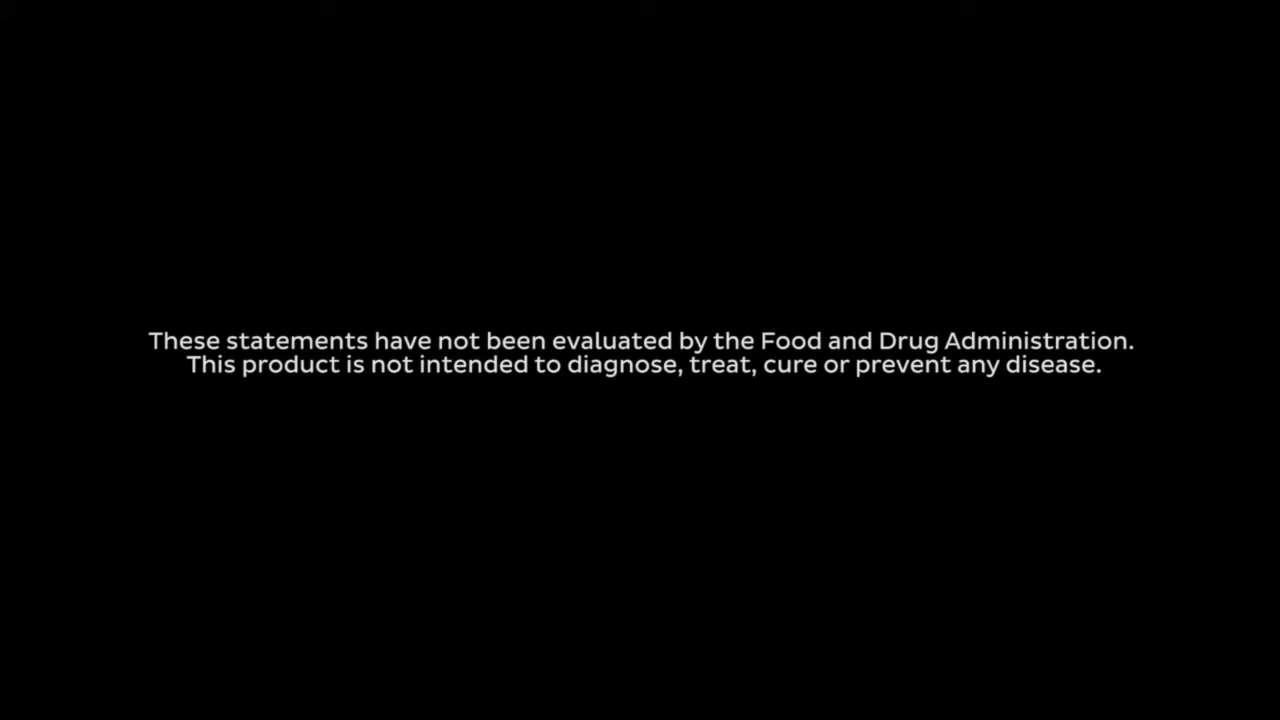 These statements have not been evaluated by the Food and Drug Administration.
This product is not intended to diagnose, treat, cure or prevent any disease.